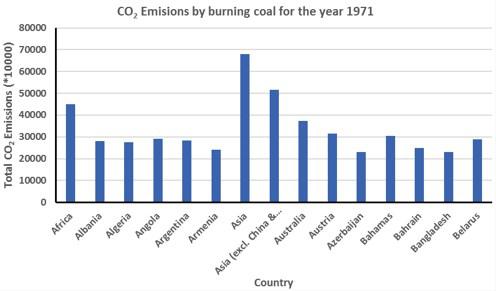 CO₂ Emisions by burning coal for the year 1971
Total CO₂ Emissions (*10000)
80000
70000
60000
50000
40000
30000
20000
10000
0
Africa
Albania
Algeria
Angola
Argentina
Armenia
Asia
Asia (excl. China &...
Australia
Austria
Azerbaijan
Bahamas
Bahrain
Bangladesh
Belarus
Country